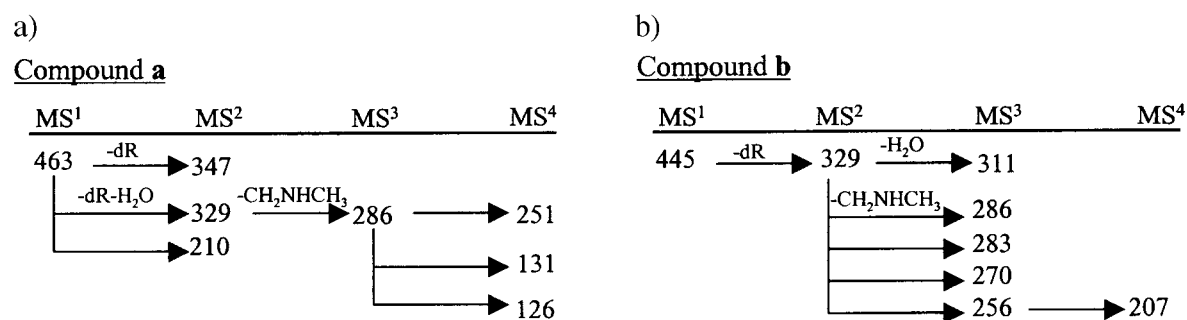 a) b)
Compound a Compound b
MS¹ MS² MS³ MS⁴ MS¹ MS² MS³ MS⁴
463 -dR 347 445 -dR 329 -H₂O 311
-dR-H₂O 329 -CH₂NHCH₃ 286 251 -CH₂NHCH₃ 286
210 131 283
126 270
256 207